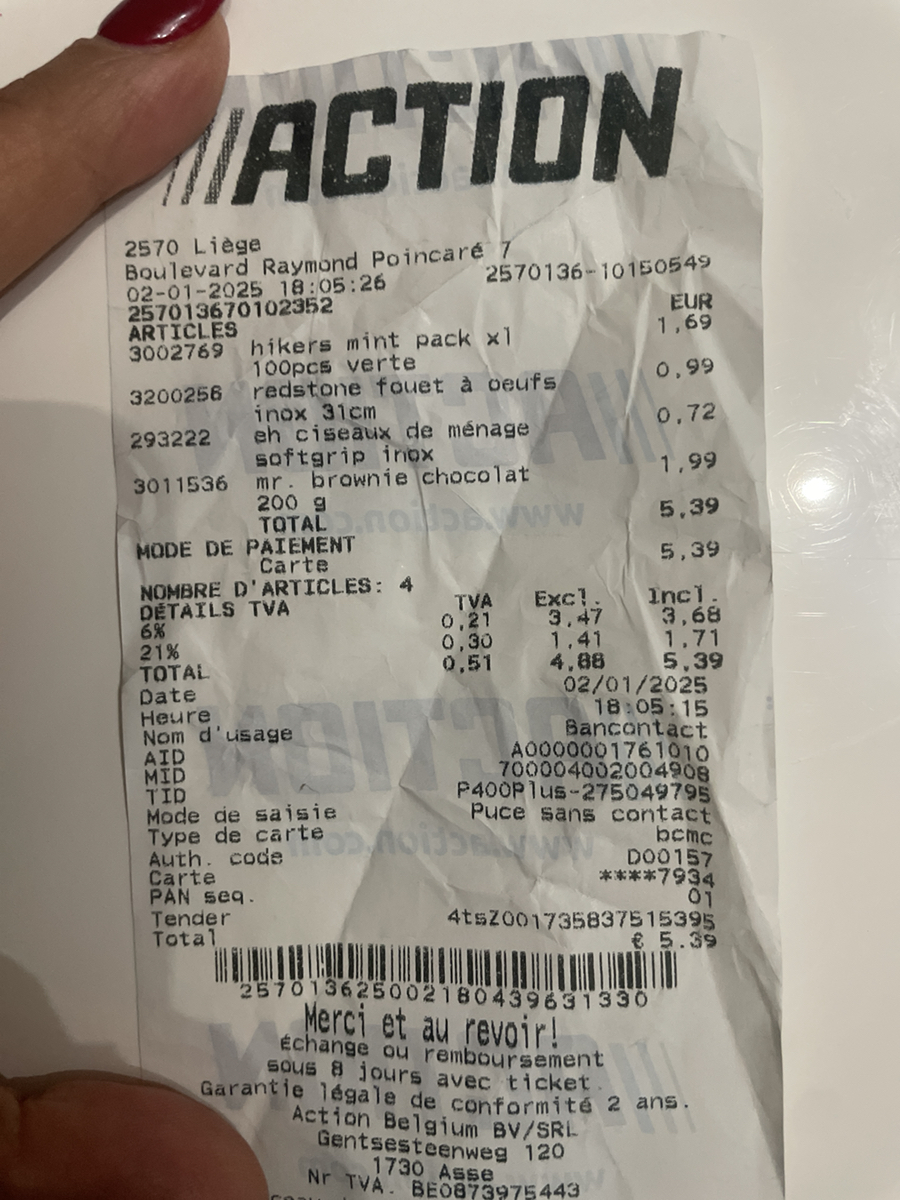 ACTION
2570 Liège
Boulevard Raymond Poincaré 7
02-01-2025 18:05:26 2570136-10150549
257013670102352
ARTICLES EUR
3002769 hikers mint pack xl 1,69
100pcs verte
3200256 redstone fouet à oeufs 0,99
inox 31cm
293222 eh ciseaux de ménage 0,72
softgrip inox
3011536 mr. brownie chocolat 1,99
200 g
TOTAL 5,39
MODE DE PAIEMENT
Carte 5,39
NOMBRE D'ARTICLES: 4
DÉTAILS TVA TVA Excl. Incl.
6% 0,21 3,47 3,68
21% 0,30 1,41 1,71
TOTAL 0,51 4,88 5,39
Date 02/01/2025
Heure 18:05:15
Nom d'usage Bancontact
AID A0000001761010
MID 700004002004908
TID P400Plus-275049795
Mode de saisie Puce sans contact
Type de carte bcmc
Auth. code D00157
Carte ****7934
PAN seq. 01
Tender 4tsZ001735837515395
Total € 5.39
257013625002180439631330
Merci et au revoir!
Échange ou remboursement
sous 8 jours avec ticket.
Garantie légale de conformité 2 ans.
Action Belgium BV/SRL
Gentsesteenweg 120
1730 Asse
Nr TVA. BE0873975443